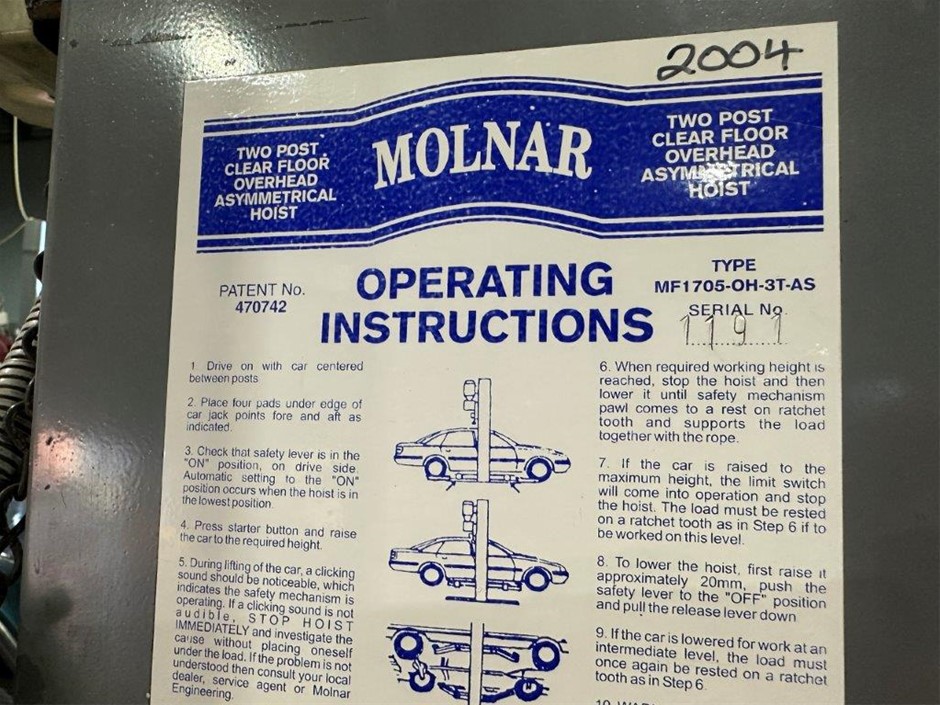 2004
TWO POST
CLEAR FLOOR
OVERHEAD
ASYMMETRICAL
HOIST
MOLNAR
TWO POST
CLEAR FLOOR
OVERHEAD
ASYMMETRICAL
HOIST
PATENT No.
470742
OPERATING
INSTRUCTIONS
TYPE
MF1705-OH-3T-AS
SERIAL No.
1191
1. Drive on with car centered
between posts
2. Place four pads under edge of
car jack points fore and aft as
indicated.
3. Check that safety lever is in the
"ON" position, on drive side.
Automatic setting to the "ON"
position occurs when the hoist is in
the lowest position.
4. Press starter button and raise
the car to the required height.
5. During lifting of the car, a clicking
sound should be noticeable, which
indicates the safety mechanism is
operating. If a clicking sound is not
audible, STOP HOIST
IMMEDIATELY and investigate the
cause without placing oneself
under the load. If the problem is not
understood then consult your local
dealer, service agent or Molnar
Engineering.
6. When required working height is
reached, stop the hoist and then
lower it until safety mechanism
pawl comes to a rest on ratchet
tooth and supports the load
together with the rope.
7. If the car is raised to the
maximum height, the limit switch
will come into operation and stop
the hoist. The load must be rested
on a ratchet tooth as in Step 6 if to
be worked on this level.
8. To lower the hoist, first raise it
approximately 20mm, push the
safety lever to the "OFF" position
and pull the release lever down
9. If the car is lowered for work at an
intermediate level, the load must
once again be rested on a ratchet
tooth as in Step 6.